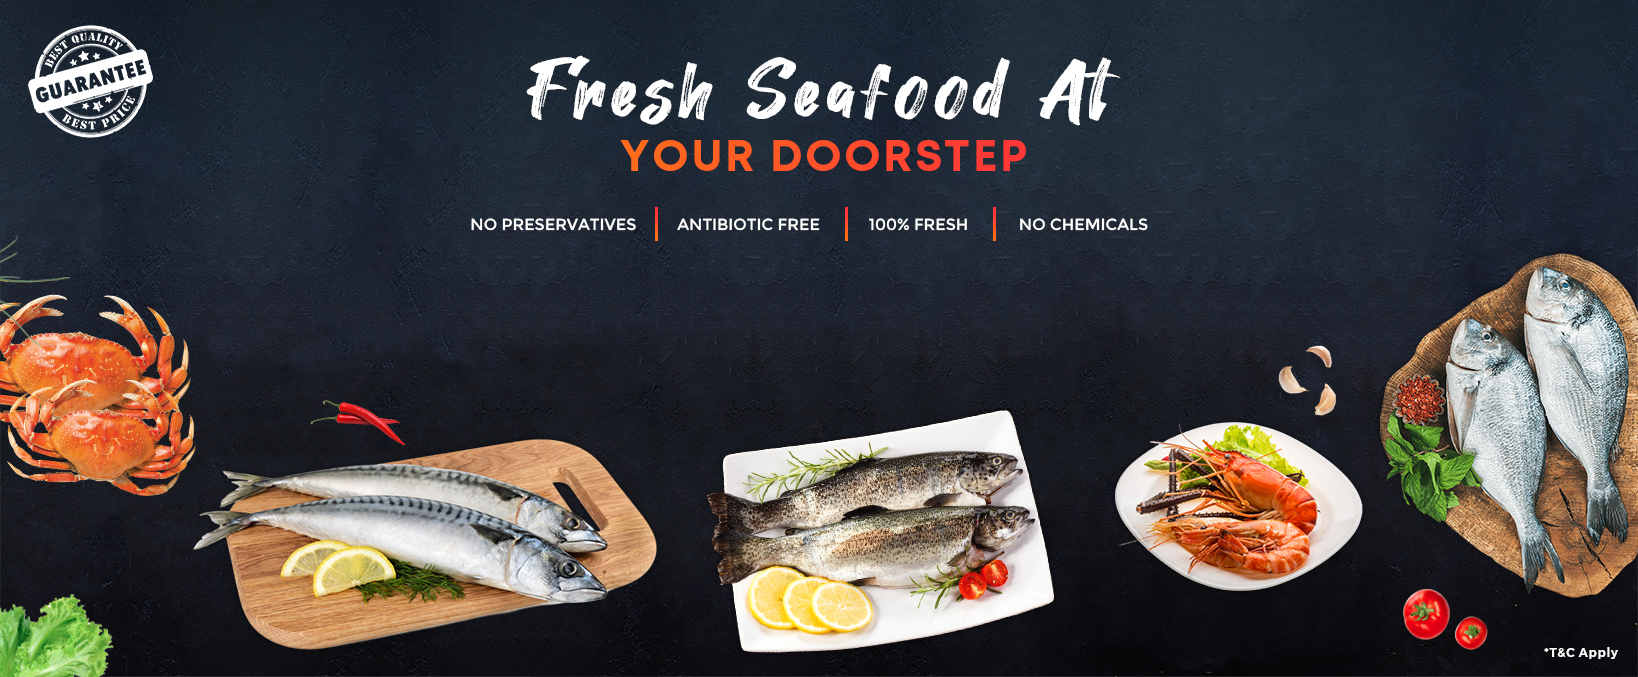 BEST QUALITY
GUARANTEE
BEST PRICE
Fresh Seafood At
YOUR DOORSTEP
NO PRESERVATIVES
ANTIBIOTIC FREE
100% FRESH
NO CHEMICALS
*T&C Apply